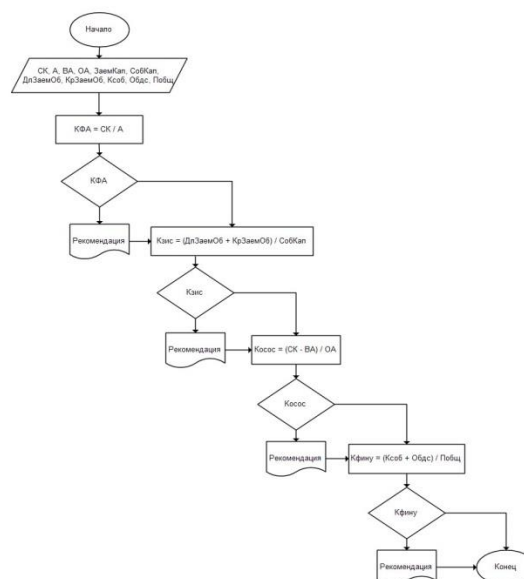 Начало
СК, А, ВА, ОА, ЗаемКап, СобКап,
ДлЗаемОб, КрЗаемОб, Ксоб, Обдс, Побщ
КФА = СК / А
КФА
Рекомендация
Кзис = (ДлЗаемОб + КрЗаемОб) / СобКап
Кзис
Рекомендация
Косос = (СК - ВА) / ОА
Косос
Рекомендация
Кфину = (Ксоб + Обдс) / Побщ
Кфину
Рекомендация
Конец